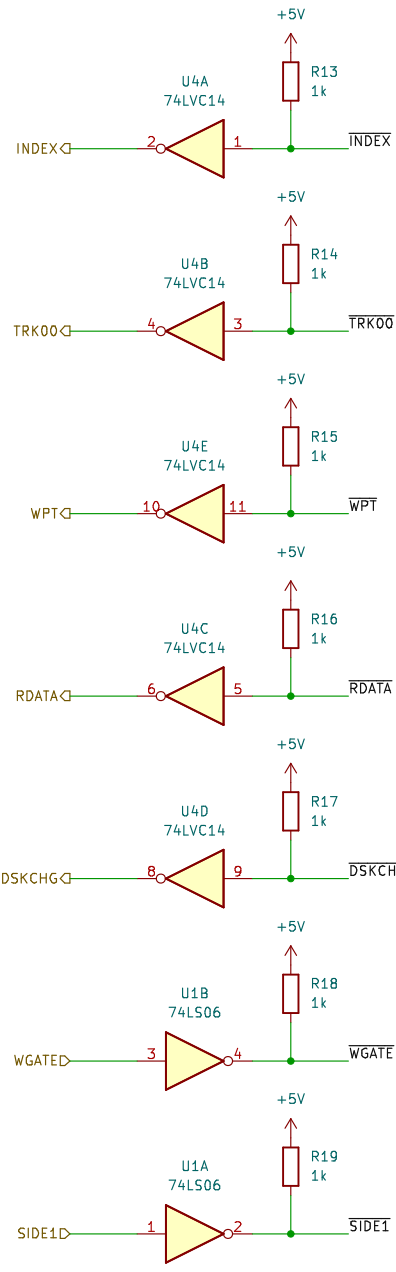 +5V
R13
1k
U4A
74LVC14
INDEX
2
1
INDEX
+5V
R14
1k
U4B
74LVC14
TRK00
4
3
TRK00
+5V
R15
1k
U4E
74LVC14
WPT
10
11
WPT
+5V
R16
1k
U4C
74LVC14
RDATA
6
5
RDATA
+5V
R17
1k
U4D
74LVC14
DSKCHG
8
9
DSKCH
+5V
R18
1k
U1B
74LS06
WGATE
3
4
WGATE
+5V
R19
1k
U1A
74LS06
SIDE1
1
2
SIDE1